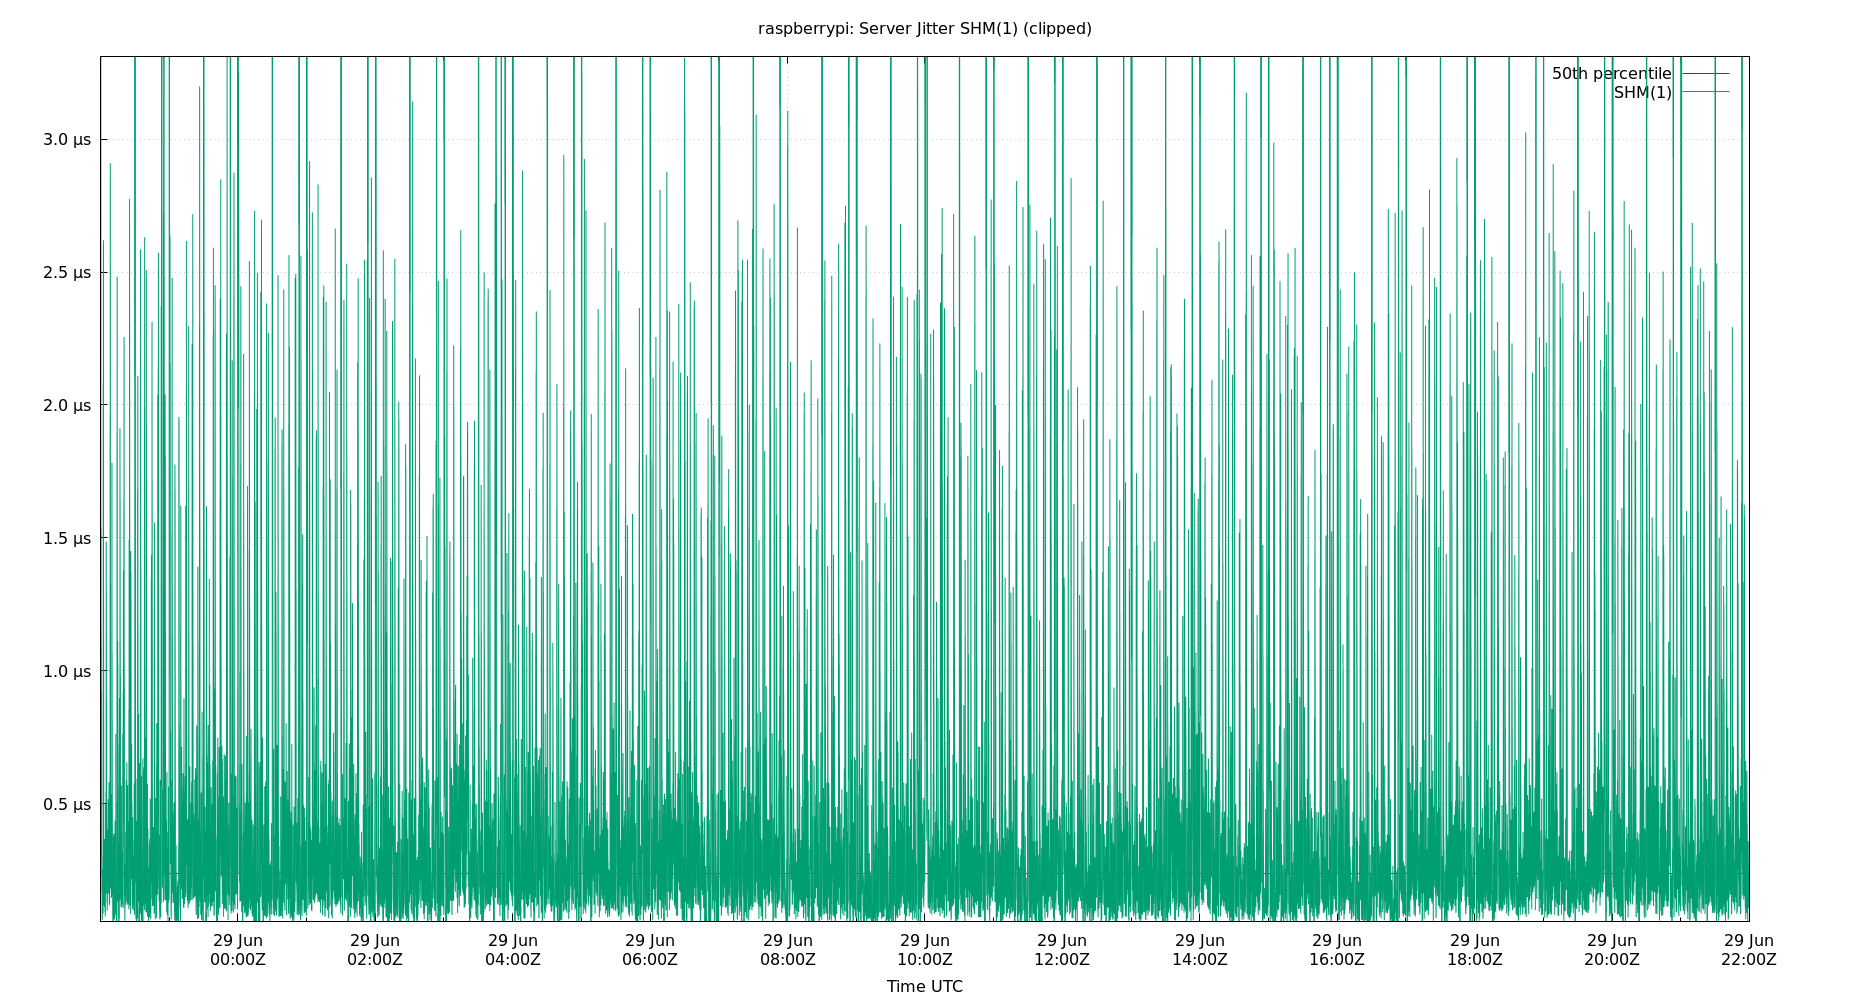 raspberrypi: Server Jitter SHM(1) (clipped)
50th percentile
SHM(1)
3.0 µs
2.5 µs
2.0 µs
1.5 µs
1.0 µs
0.5 µs
29 Jun 29 Jun 29 Jun 29 Jun 29 Jun 29 Jun 29 Jun 29 Jun 29 Jun 29 Jun 29 Jun 29 Jun
00:00Z 02:00Z 04:00Z 06:00Z 08:00Z 10:00Z 12:00Z 14:00Z 16:00Z 18:00Z 20:00Z 22:00Z
Time UTC